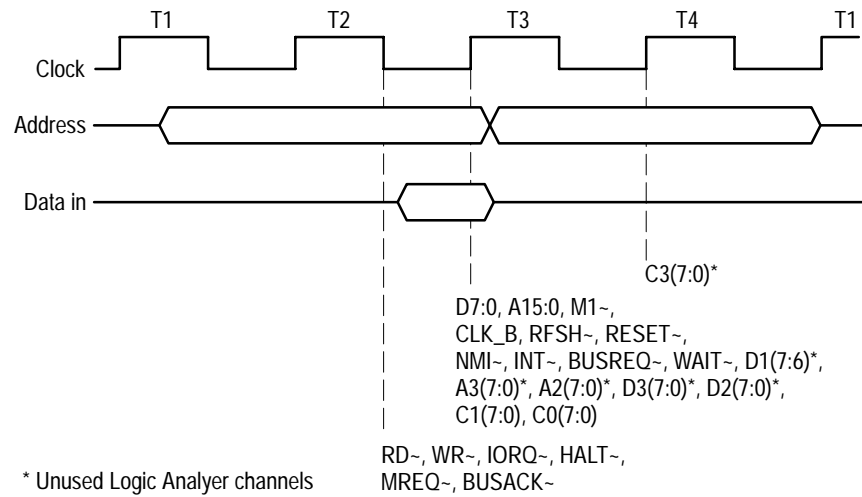 T1 T2 T3 T4 T1
Clock
Address
Data in
C3(7:0)*
D7:0, A15:0, M1~,
CLK_B, RFSH~, RESET~,
NMI~, INT~, BUSREQ~, WAIT~, D1(7:6)*,
A3(7:0)*, A2(7:0)*, D3(7:0)*, D2(7:0)*,
C1(7:0), C0(7:0)
RD~, WR~, IORQ~, HALT~,
MREQ~, BUSACK~
* Unused Logic Analyer channels